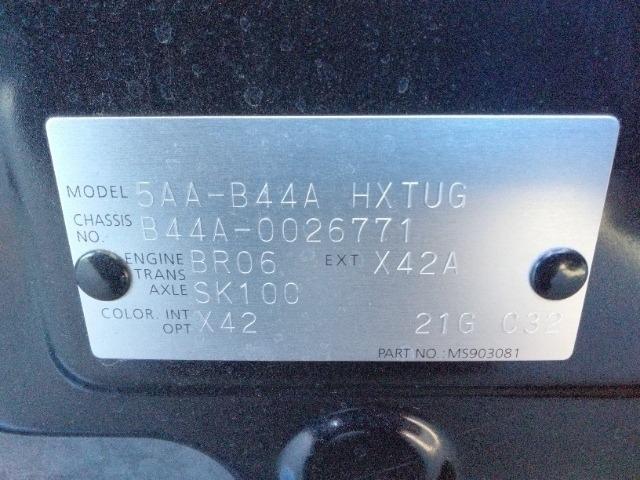 MODEL 5AA-B44A HXTUG
CHASSIS NO. B44A-0026771
ENGINE BR06 EXT X42A
TRANS AXLE SK100
COLOR. INT X42 21G C32
OPT
PART NO.: MS903081